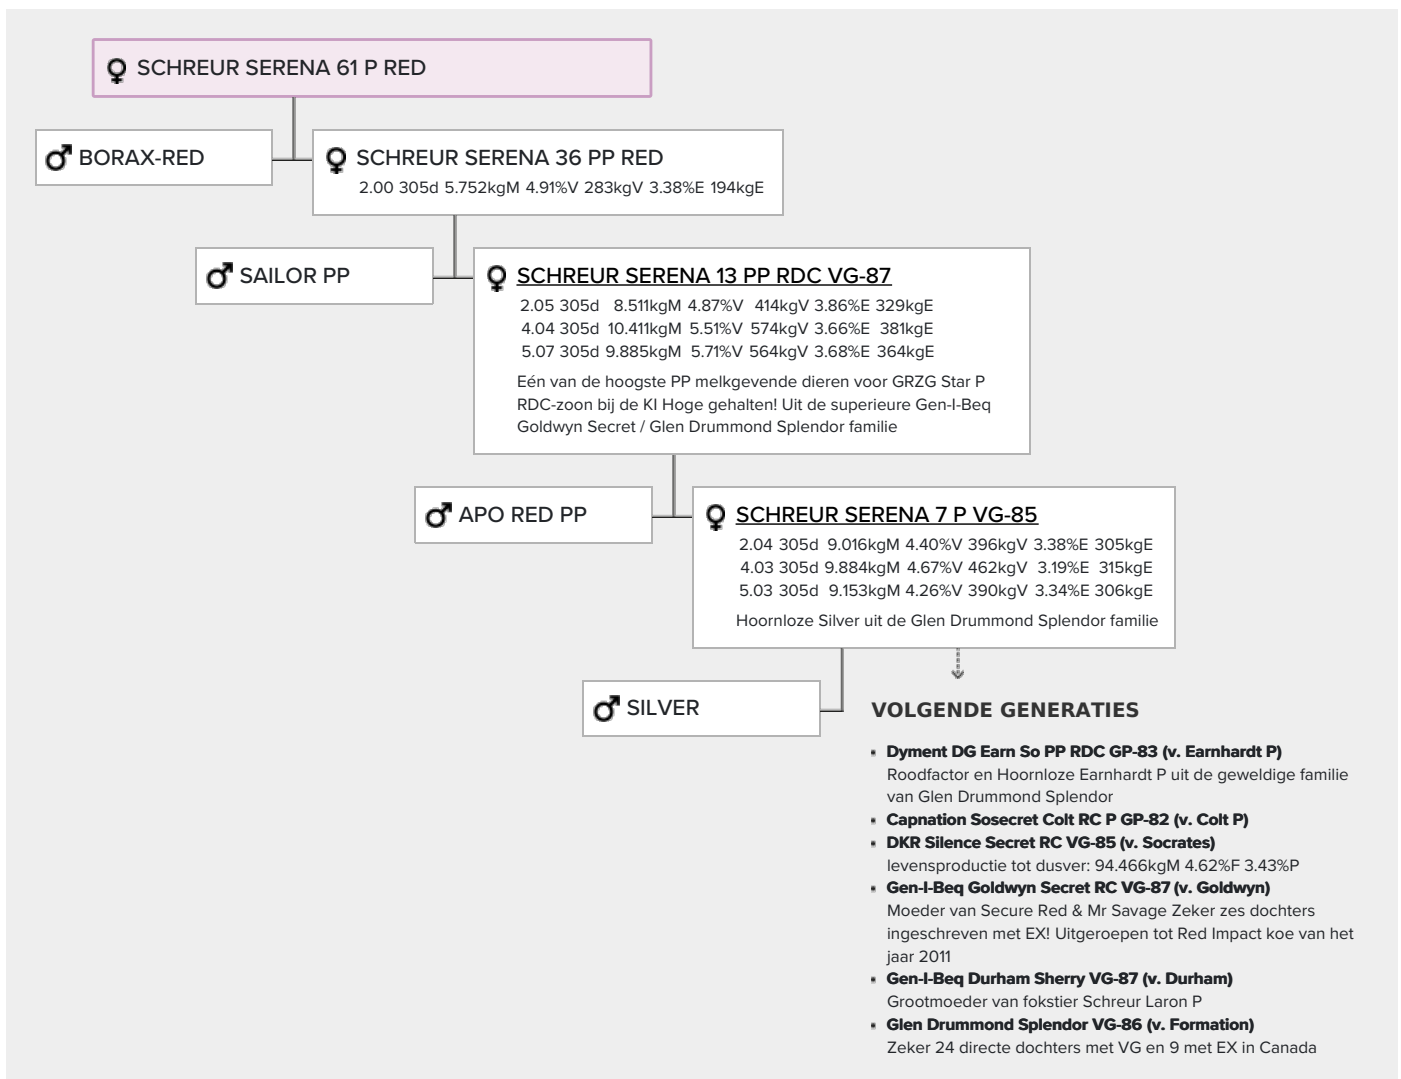 SCHREUR SERENA 61 P RED
BORAX-RED
SCHREUR SERENA 36 PP RED
2.00 305d 5.752kgM 4.91%V 283kgV 3.38%E 194kgE
SAILOR PP
SCHREUR SERENA 13 PP RDC VG-87
2.05 305d 8.511kgM 4.87%V 414kgV 3.86%E 329kgE
4.04 305d 10.411kgM 5.51%V 574kgV 3.66%E 381kgE
5.07 305d 9.885kgM 5.71%V 564kgV 3.68%E 364kgE
Eén van de hoogste PP melkgevende dieren voor GRZG Star P
RDC-zoon bij de KI Hoge gehalten! Uit de superieure Gen-I-Beq
Goldwyn Secret / Glen Drummond Splendor familie
APO RED PP
SCHREUR SERENA 7 P VG-85
2.04 305d 9.016kgM 4.40%V 396kgV 3.38%E 305kgE
4.03 305d 9.884kgM 4.67%V 462kgV 3.19%E 315kgE
5.03 305d 9.153kgM 4.26%V 390kgV 3.34%E 306kgE
Hoornloze Silver uit de Glen Drummond Splendor familie
SILVER
VOLGENDE GENERATIES
Dyment DG Earn So PP RDC GP-83 (v. Earnhardt P)
Roodfactor en Hoornloze Earnhardt P uit de geweldige familie
van Glen Drummond Splendor
Capnation Sosecret Colt RC P GP-82 (v. Colt P)
DKR Silence Secret RC VG-85 (v. Socrates)
levensproductie tot dusver: 94.466kgM 4.62%F 3.43%P
Gen-I-Beq Goldwyn Secret RC VG-87 (v. Goldwyn)
Moeder van Secure Red & Mr Savage Zeker zes dochters
ingeschreven met EX! Uitgeroepen tot Red Impact koe van het
jaar 2011
Gen-I-Beq Durham Sherry VG-87 (v. Durham)
Grootmoeder van fokstier Schreur Laron P
Glen Drummond Splendor VG-86 (v. Formation)
Zeker 24 directe dochters met VG en 9 met EX in Canada